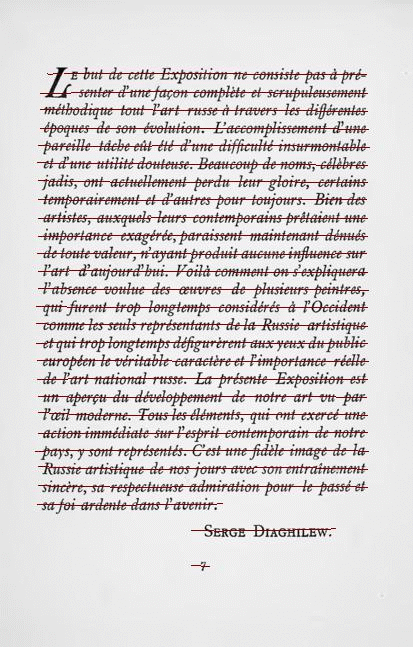 Le but de cette Exposition ne consiste pas à pré-
senter d'une façon complète et scrupuleusement
méthodique tout l'art russe à travers les différentes
époques de son évolution. L'accomplissement d'une
pareille tâche eût été d'une difficulté insurmontable
et d'une utilité douteuse. Beaucoup de noms, célèbres
jadis, ont actuellement perdu leur gloire, certains
temporairement et d'autres pour toujours. Bien des
artistes, auxquels leurs contemporains prêtaient une
importance exagérée, paraissent maintenant dénués
de toute valeur, n'ayant produit aucune influence sur
l'art d'aujourd'hui. Voilà comment on s'expliquera
l'absence voulue des œuvres de plusieurs peintres,
qui furent trop longtemps considérés à l'Occident
comme les seuls représentants de la Russie artistique
et qui trop longtemps défigurèrent aux yeux du public
européen le véritable caractère et l'importance réelle
de l'art national russe. La présente Exposition est
un aperçu du développement de notre art vu par
l'œil moderne. Tous les éléments, qui ont exercé une
action immédiate sur l'esprit contemporain de notre
pays, y sont représentés. C'est une fidèle image de la
Russie artistique de nos jours avec son entraînement
sincère, sa respectueuse admiration pour le passé et
sa foi ardente dans l'avenir.
Serge Diaghilew.
7